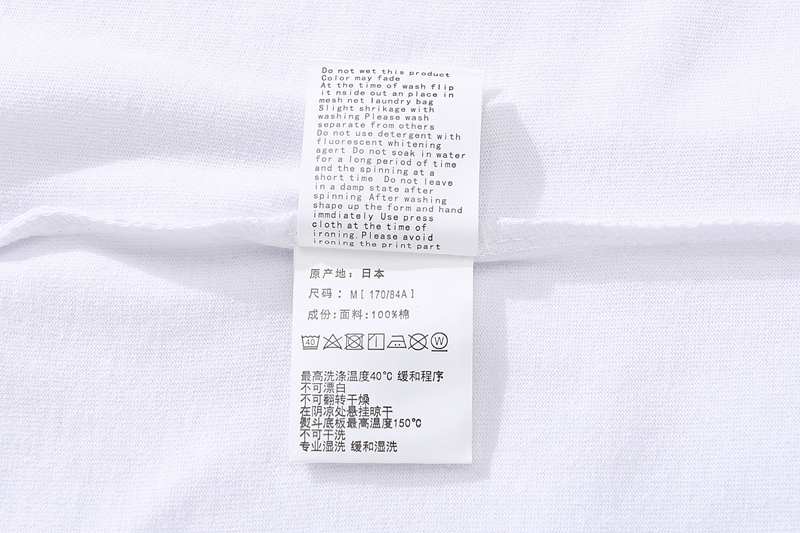 Do not wet this product
Color may fade
At the time of wash flip
it nside out an place in
mesh net laundry bag
Slight shrikage with
washing Please wash
separate from others
Do not use detergent with
fluorescent whitening
agert Do not soak in water
for a long period of time
and the spinning at a
short time Do not leave
in a damp state after
spinning After washing
shape up the form and hand
immdiately Use press
cloth at the time of
ironing.Please avoid
ironing the print part
原产地: 日本
尺码: M[ 170/84A ]
成份:面料:100%棉
40 W
最高洗涤温度40℃ 缓和程序
不可漂白
不可翻转干燥
在阴凉处悬挂晾干
熨斗底板最高温度150℃
不可干洗
专业湿洗 缓和湿洗